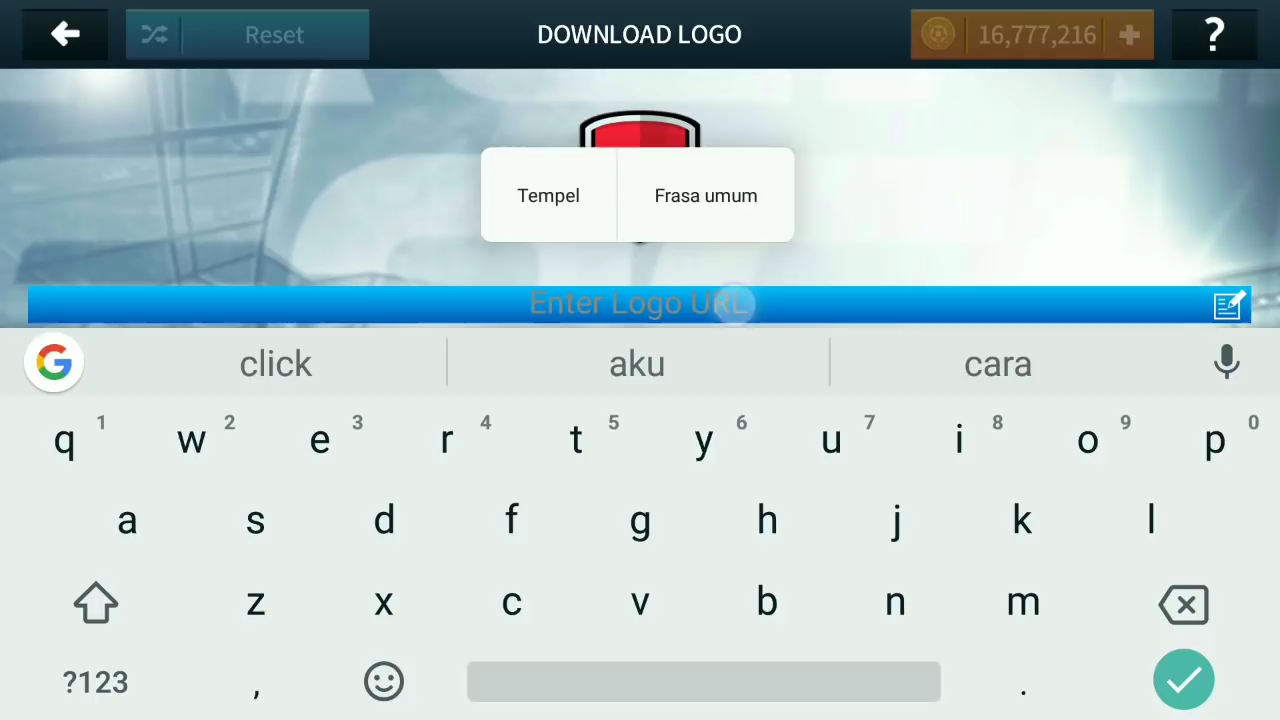 Reset
DOWNLOAD LOGO
16,777,216
?
Tempel
Frasa umum
Enter Logo URL
G
click
aku
cara
q 1 w 2 e 3 r 4 t 5 y 6 u 7 i 8 o 9 p 0
a s d f g h j k l
z x c v b n m
?123 , .